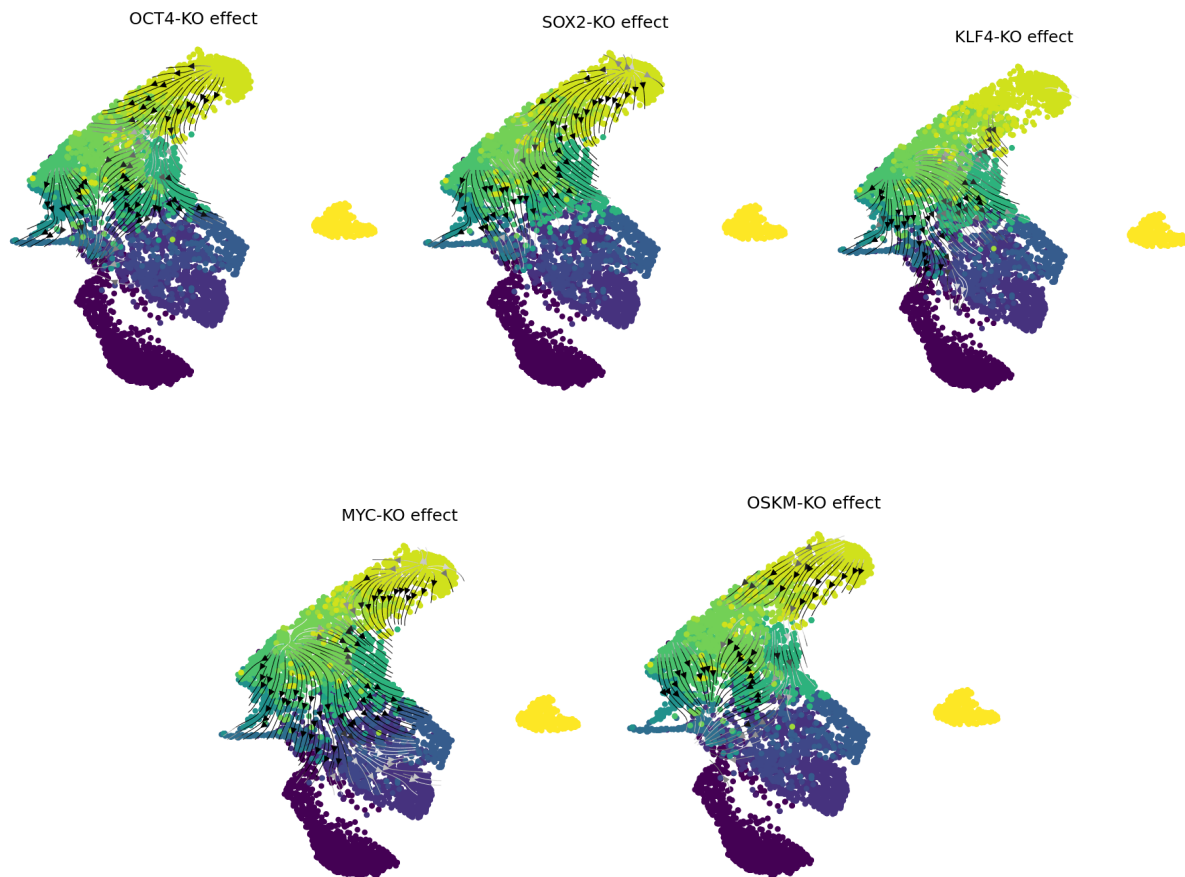 OCT4-KO effect
SOX2-KO effect
KLF4-KO effect
MYC-KO effect
OSKM-KO effect